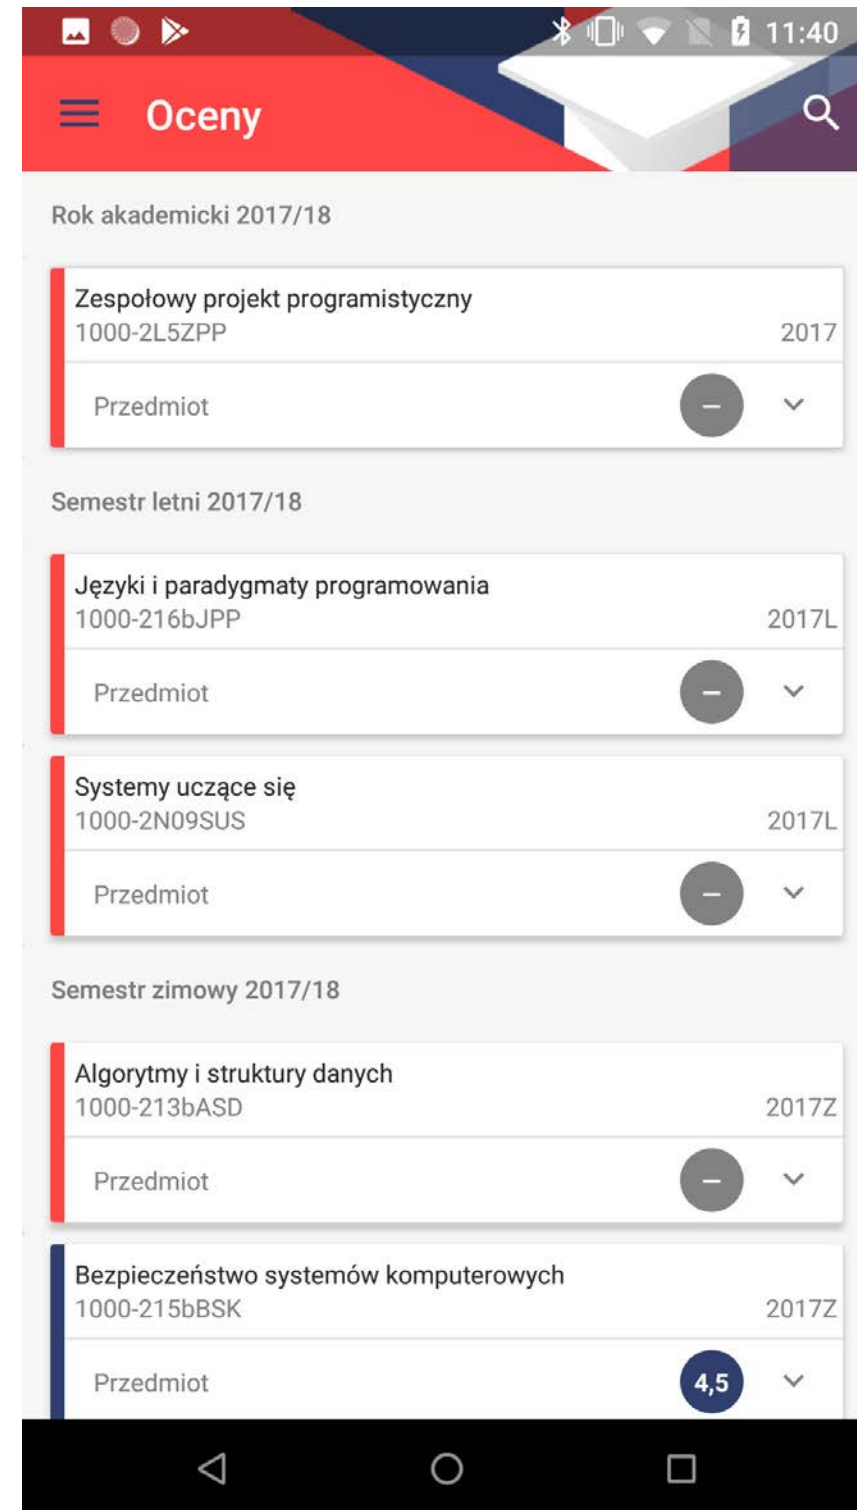 11:40
Oceny
Rok akademicki 2017/18
Zespołowy projekt programistyczny
1000-2L5ZPP 2017
Przedmiot –
Semestr letni 2017/18
Języki i paradygmaty programowania
1000-216bJPP 2017L
Przedmiot –
Systemy uczące się
1000-2N09SUS 2017L
Przedmiot –
Semestr zimowy 2017/18
Algorytmy i struktury danych
1000-213bASD 2017Z
Przedmiot –
Bezpieczeństwo systemów komputerowych
1000-215bBSK 2017Z
Przedmiot 4,5